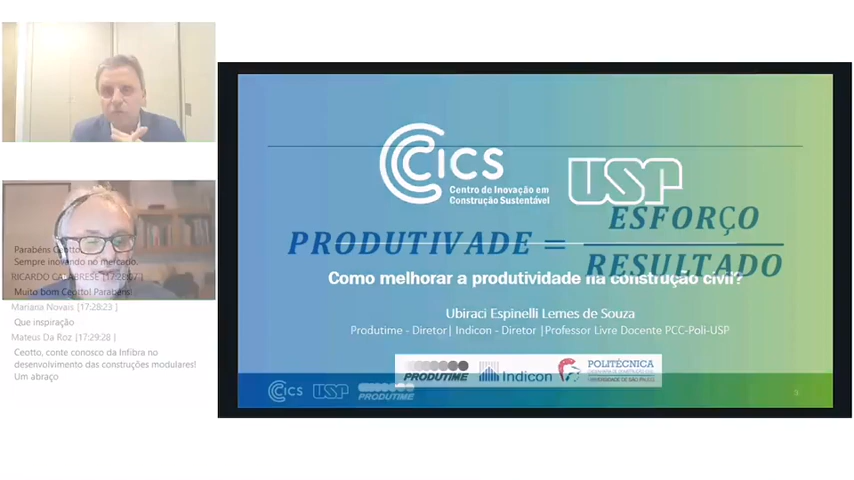 Parabéns Ceotto.
Sempre inovando no mercado.
RICARDO CALABRESE [17:28:07 ]
Muito bom Ceotto! Parabéns!
Mariana Novais [17:28:23 ]
Que inspiração
Mateus Da Roz [17:29:28 ]
Ceotto, conte conosco da Infibra no
desenvolvimento das construções modulares!
Um abraço
CICS
Centro de Inovação em
Construção Sustentável
USP
PRODUTIVADE = ESFORÇO
RESULTADO
Como melhorar a produtividade na construção civil?
Ubiraci Espinelli Lemes de Souza
Produtime - Diretor| Indicon - Diretor |Professor Livre Docente PCC-Poli-USP
PRODUTIME
Indicon
POLITÉCNICA
UNIVERSIDADE DE SÃO PAULO
CICS USP PRODUTIME